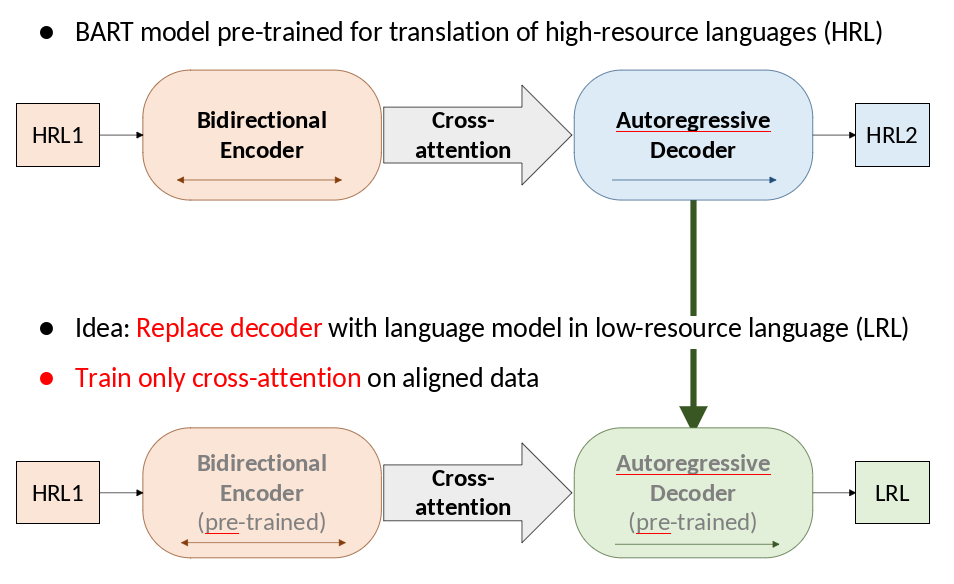 ● BART model pre-trained for translation of high-resource languages (HRL)
HRL1
Bidirectional
Encoder
Cross-
attention
Autoregressive
Decoder
HRL2
● Idea: Replace decoder with language model in low-resource language (LRL)
● Train only cross-attention on aligned data
HRL1
Bidirectional
Encoder
(pre-trained)
Cross-
attention
Autoregressive
Decoder
(pre-trained)
LRL